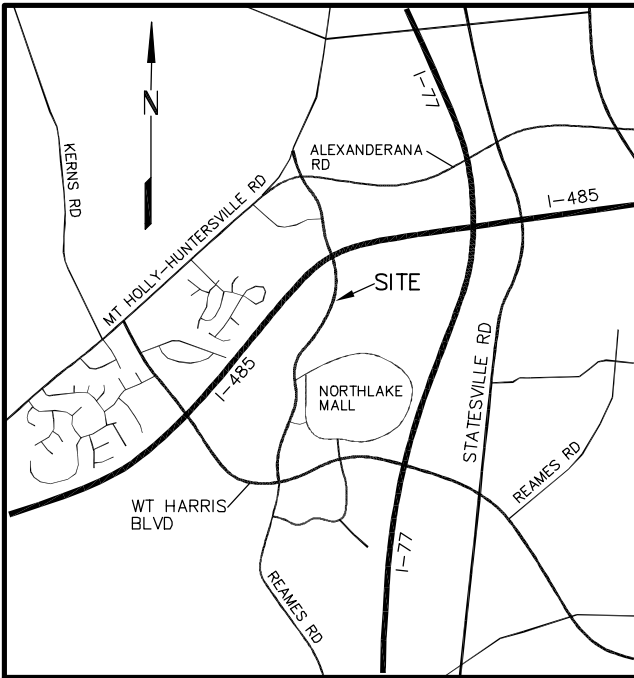 I-77
N
ALEXANDERANA
RD
KERNS RD
MT HOLLY-HUNTERSVILLE RD
I-485
SITE
I-485
NORTHLAKE
MALL
STATESVILLE RD
REAMES RD
WT HARRIS
BLVD
I-77
REAMES RD